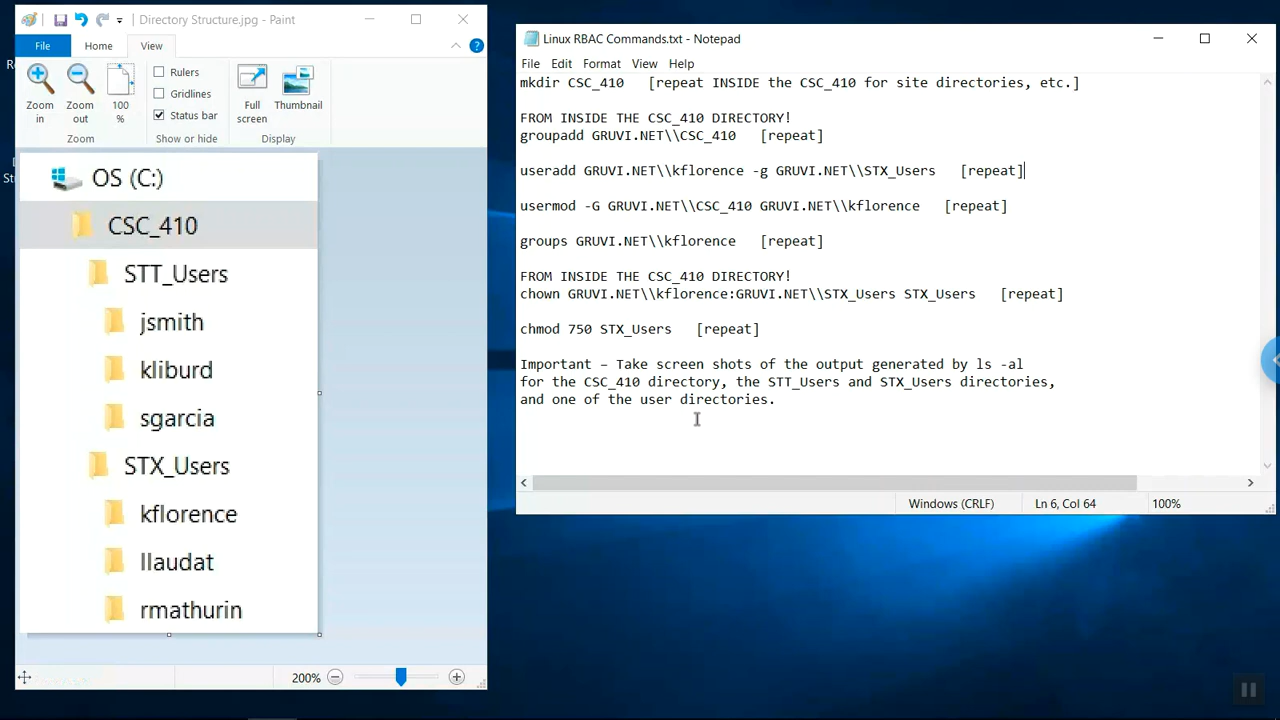 Directory Structure.jpg - Paint
File Home View
Zoom in
Zoom out
100 %
Zoom
Rulers
Gridlines
Status bar
Show or hide
Full screen
Thumbnail
Display
OS (C:)
CSC_410
STT_Users
jsmith
kliburd
sgarcia
STX_Users
kflorence
llaudat
rmathurin
200%
Linux RBAC Commands.txt - Notepad
File Edit Format View Help
mkdir CSC_410 [repeat INSIDE the CSC_410 for site directories, etc.]
FROM INSIDE THE CSC_410 DIRECTORY!
groupadd GRUVI.NET\\CSC_410 [repeat]
useradd GRUVI.NET\\kflorence -g GRUVI.NET\\STX_Users [repeat]
usermod -G GRUVI.NET\\CSC_410 GRUVI.NET\\kflorence [repeat]
groups GRUVI.NET\\kflorence [repeat]
FROM INSIDE THE CSC_410 DIRECTORY!
chown GRUVI.NET\\kflorence:GRUVI.NET\\STX_Users STX_Users [repeat]
chmod 750 STX_Users [repeat]
Important – Take screen shots of the output generated by ls -al
for the CSC_410 directory, the STT_Users and STX_Users directories,
and one of the user directories.
Windows (CRLF) Ln 6, Col 64 100%